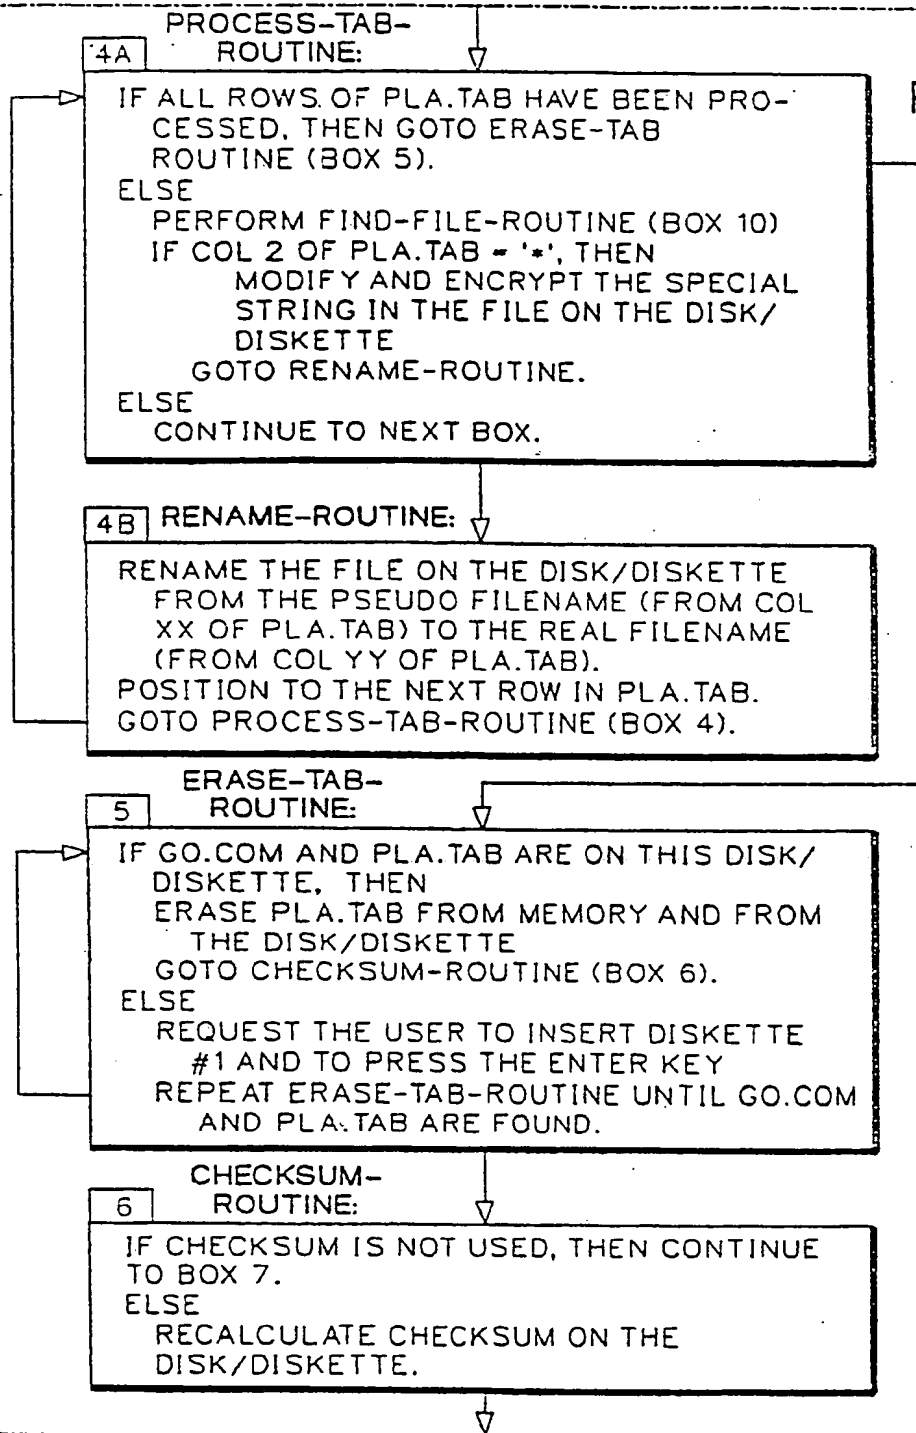 PROCESS-TAB-
ROUTINE:
4A
IF ALL ROWS OF PLA.TAB HAVE BEEN PRO-
CESSED, THEN GOTO ERASE-TAB
ROUTINE (BOX 5).
ELSE
PERFORM FIND-FILE-ROUTINE (BOX 10)
IF COL 2 OF PLA.TAB = '*', THEN
MODIFY AND ENCRYPT THE SPECIAL
STRING IN THE FILE ON THE DISK/
DISKETTE
GOTO RENAME-ROUTINE.
ELSE
CONTINUE TO NEXT BOX.
4B RENAME-ROUTINE:
RENAME THE FILE ON THE DISK/DISKETTE
FROM THE PSEUDO FILENAME (FROM COL
XX OF PLA.TAB) TO THE REAL FILENAME
(FROM COL YY OF PLA.TAB).
POSITION TO THE NEXT ROW IN PLA.TAB.
GOTO PROCESS-TAB-ROUTINE (BOX 4).
ERASE-TAB-
ROUTINE:
5
IF GO.COM AND PLA.TAB ARE ON THIS DISK/
DISKETTE, THEN
ERASE PLA.TAB FROM MEMORY AND FROM
THE DISK/DISKETTE
GOTO CHECKSUM-ROUTINE (BOX 6).
ELSE
REQUEST THE USER TO INSERT DISKETTE
#1 AND TO PRESS THE ENTER KEY
REPEAT ERASE-TAB-ROUTINE UNTIL GO.COM
AND PLA.TAB ARE FOUND.
CHECKSUM-
ROUTINE:
6
IF CHECKSUM IS NOT USED, THEN CONTINUE
TO BOX 7.
ELSE
RECALCULATE CHECKSUM ON THE
DISK/DISKETTE.